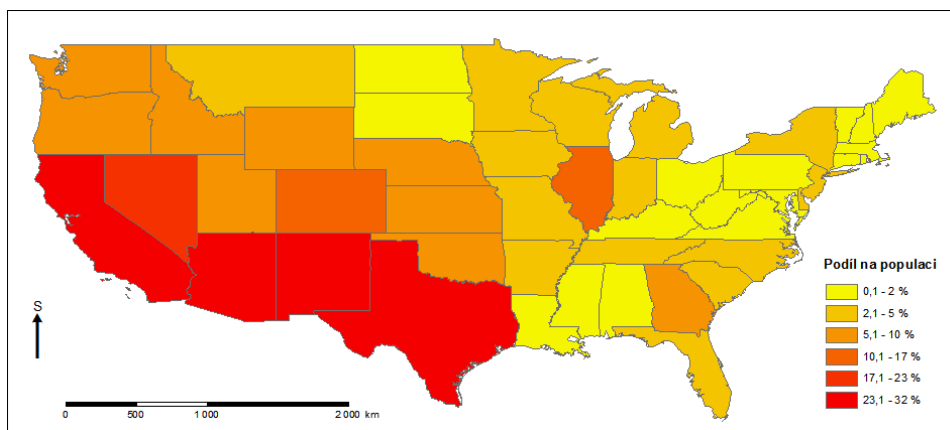 Podíl na populaci
0,1 - 2 %
2,1 - 5 %
5,1 - 10 %
10,1 - 17 %
17,1 - 23 %
23,1 - 32 %
S
0 500 1 000 2 000 km